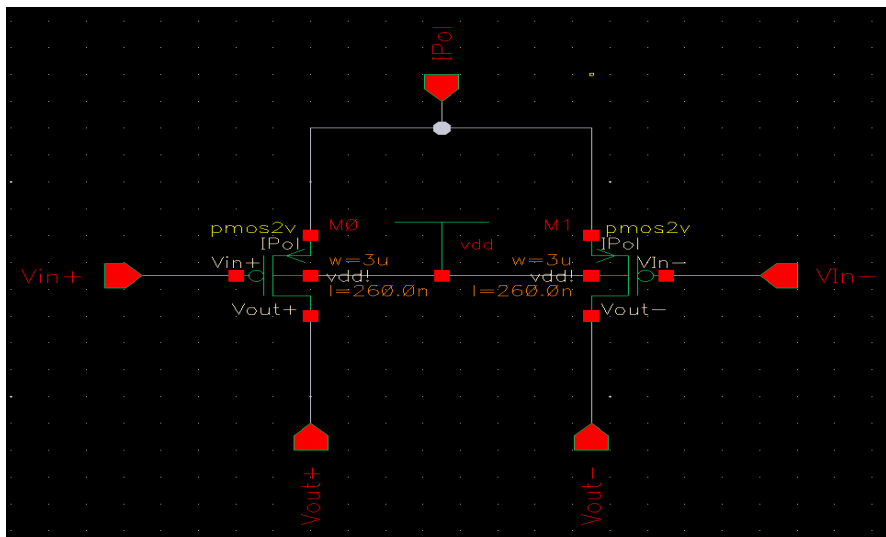 IPol
pmos2v
M0
M1
pmos2v
IPol
vdd
IPol
Vin+
Vin+
w=3u
w=3u
VIn-
VIn-
vdd!
vdd!
l=260.0n
l=260.0n
Vout+
Vout-
Vout+
Vout-